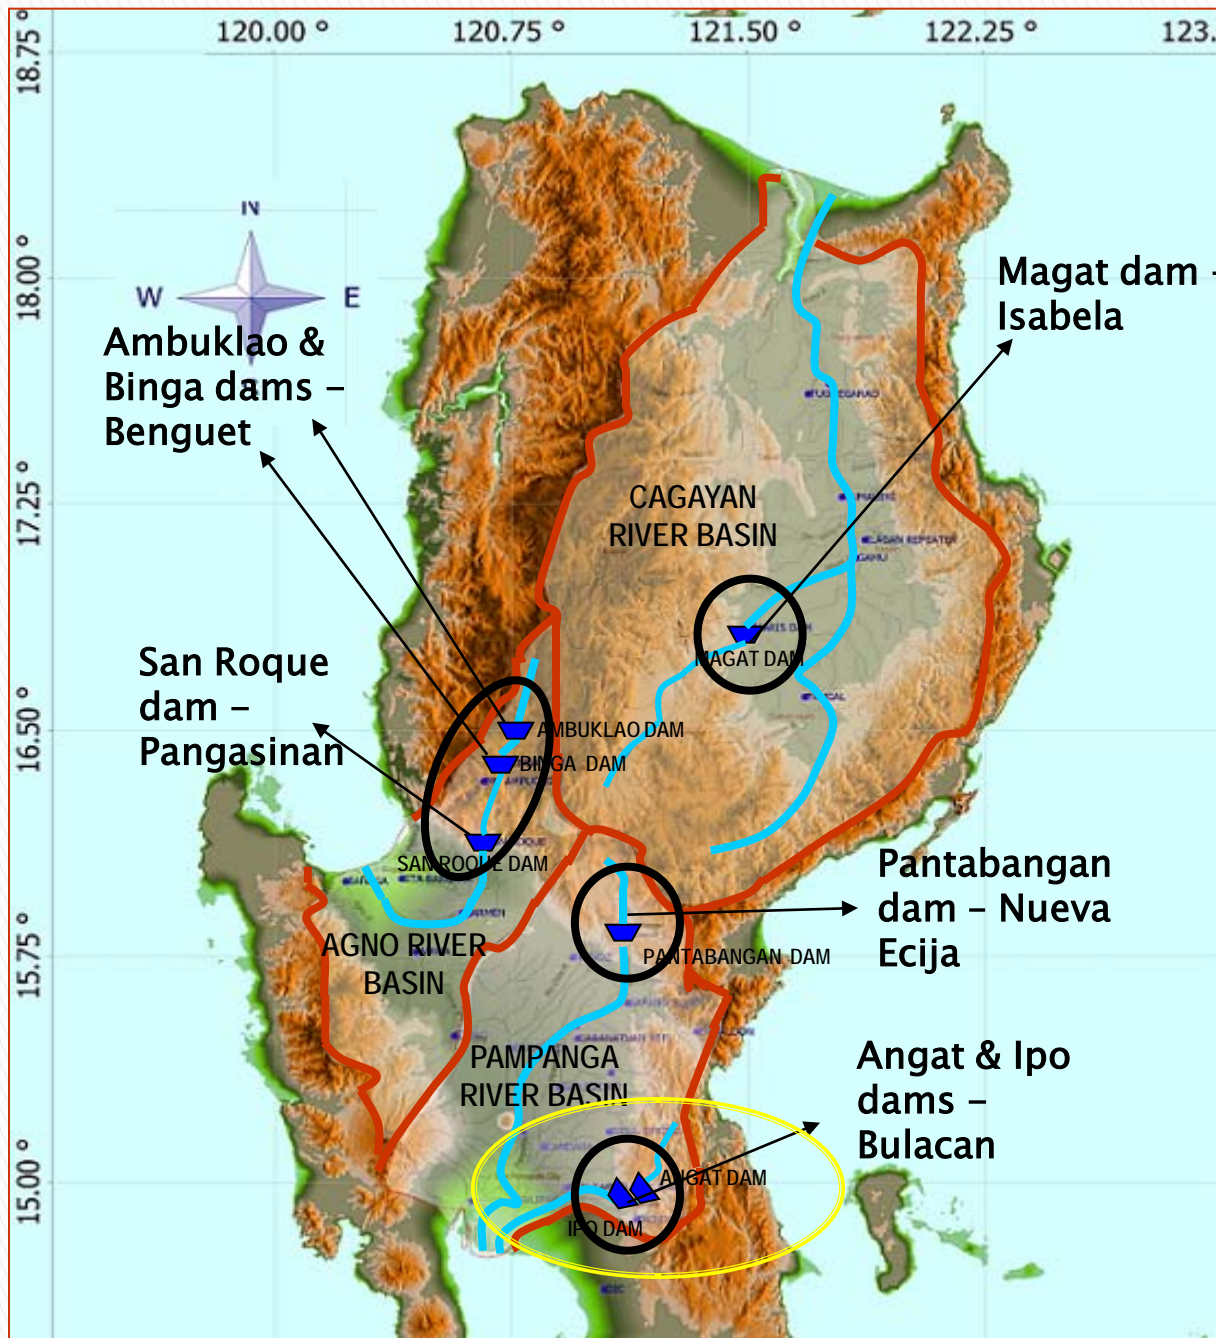 120.00 °
120.75 °
121.50 °
122.25 °
123.
18.75 °
18.00 °
17.25 °
16.50 °
15.75 °
15.00 °
N
W
E
Ambuklao &
Binga dams –
Benguet
Magat dam -
Isabela
CAGAYAN
RIVER BASIN
MAGAT DAM
San Roque
dam –
Pangasinan
AMBUKLAO DAM
BINGA DAM
SAN ROQUE DAM
Pantabangan
dam – Nueva
Ecija
PANTABANGAN DAM
AGNO RIVER
BASIN
PAMPANGA
RIVER BASIN
Angat & Ipo
dams –
Bulacan
ANGAT DAM
IPO DAM